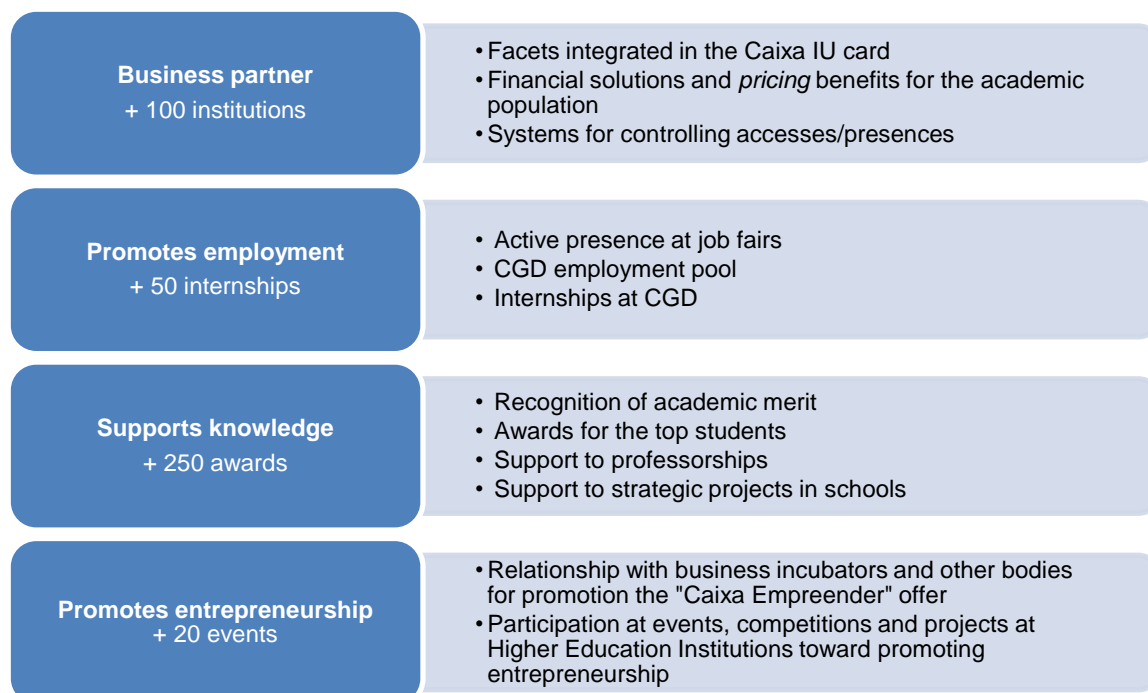 Business partner
+ 100 institutions
• Facets integrated in the Caixa IU card
• Financial solutions and pricing benefits for the academic
population
• Systems for controlling accesses/presences
Promotes employment
+ 50 internships
• Active presence at job fairs
• CGD employment pool
• Internships at CGD
Supports knowledge
+ 250 awards
• Recognition of academic merit
• Awards for the top students
• Support to professorships
• Support to strategic projects in schools
Promotes entrepreneurship
+ 20 events
• Relationship with business incubators and other bodies
for promotion the "Caixa Empreender" offer
• Participation at events, competitions and projects at
Higher Education Institutions toward promoting
entrepreneurship